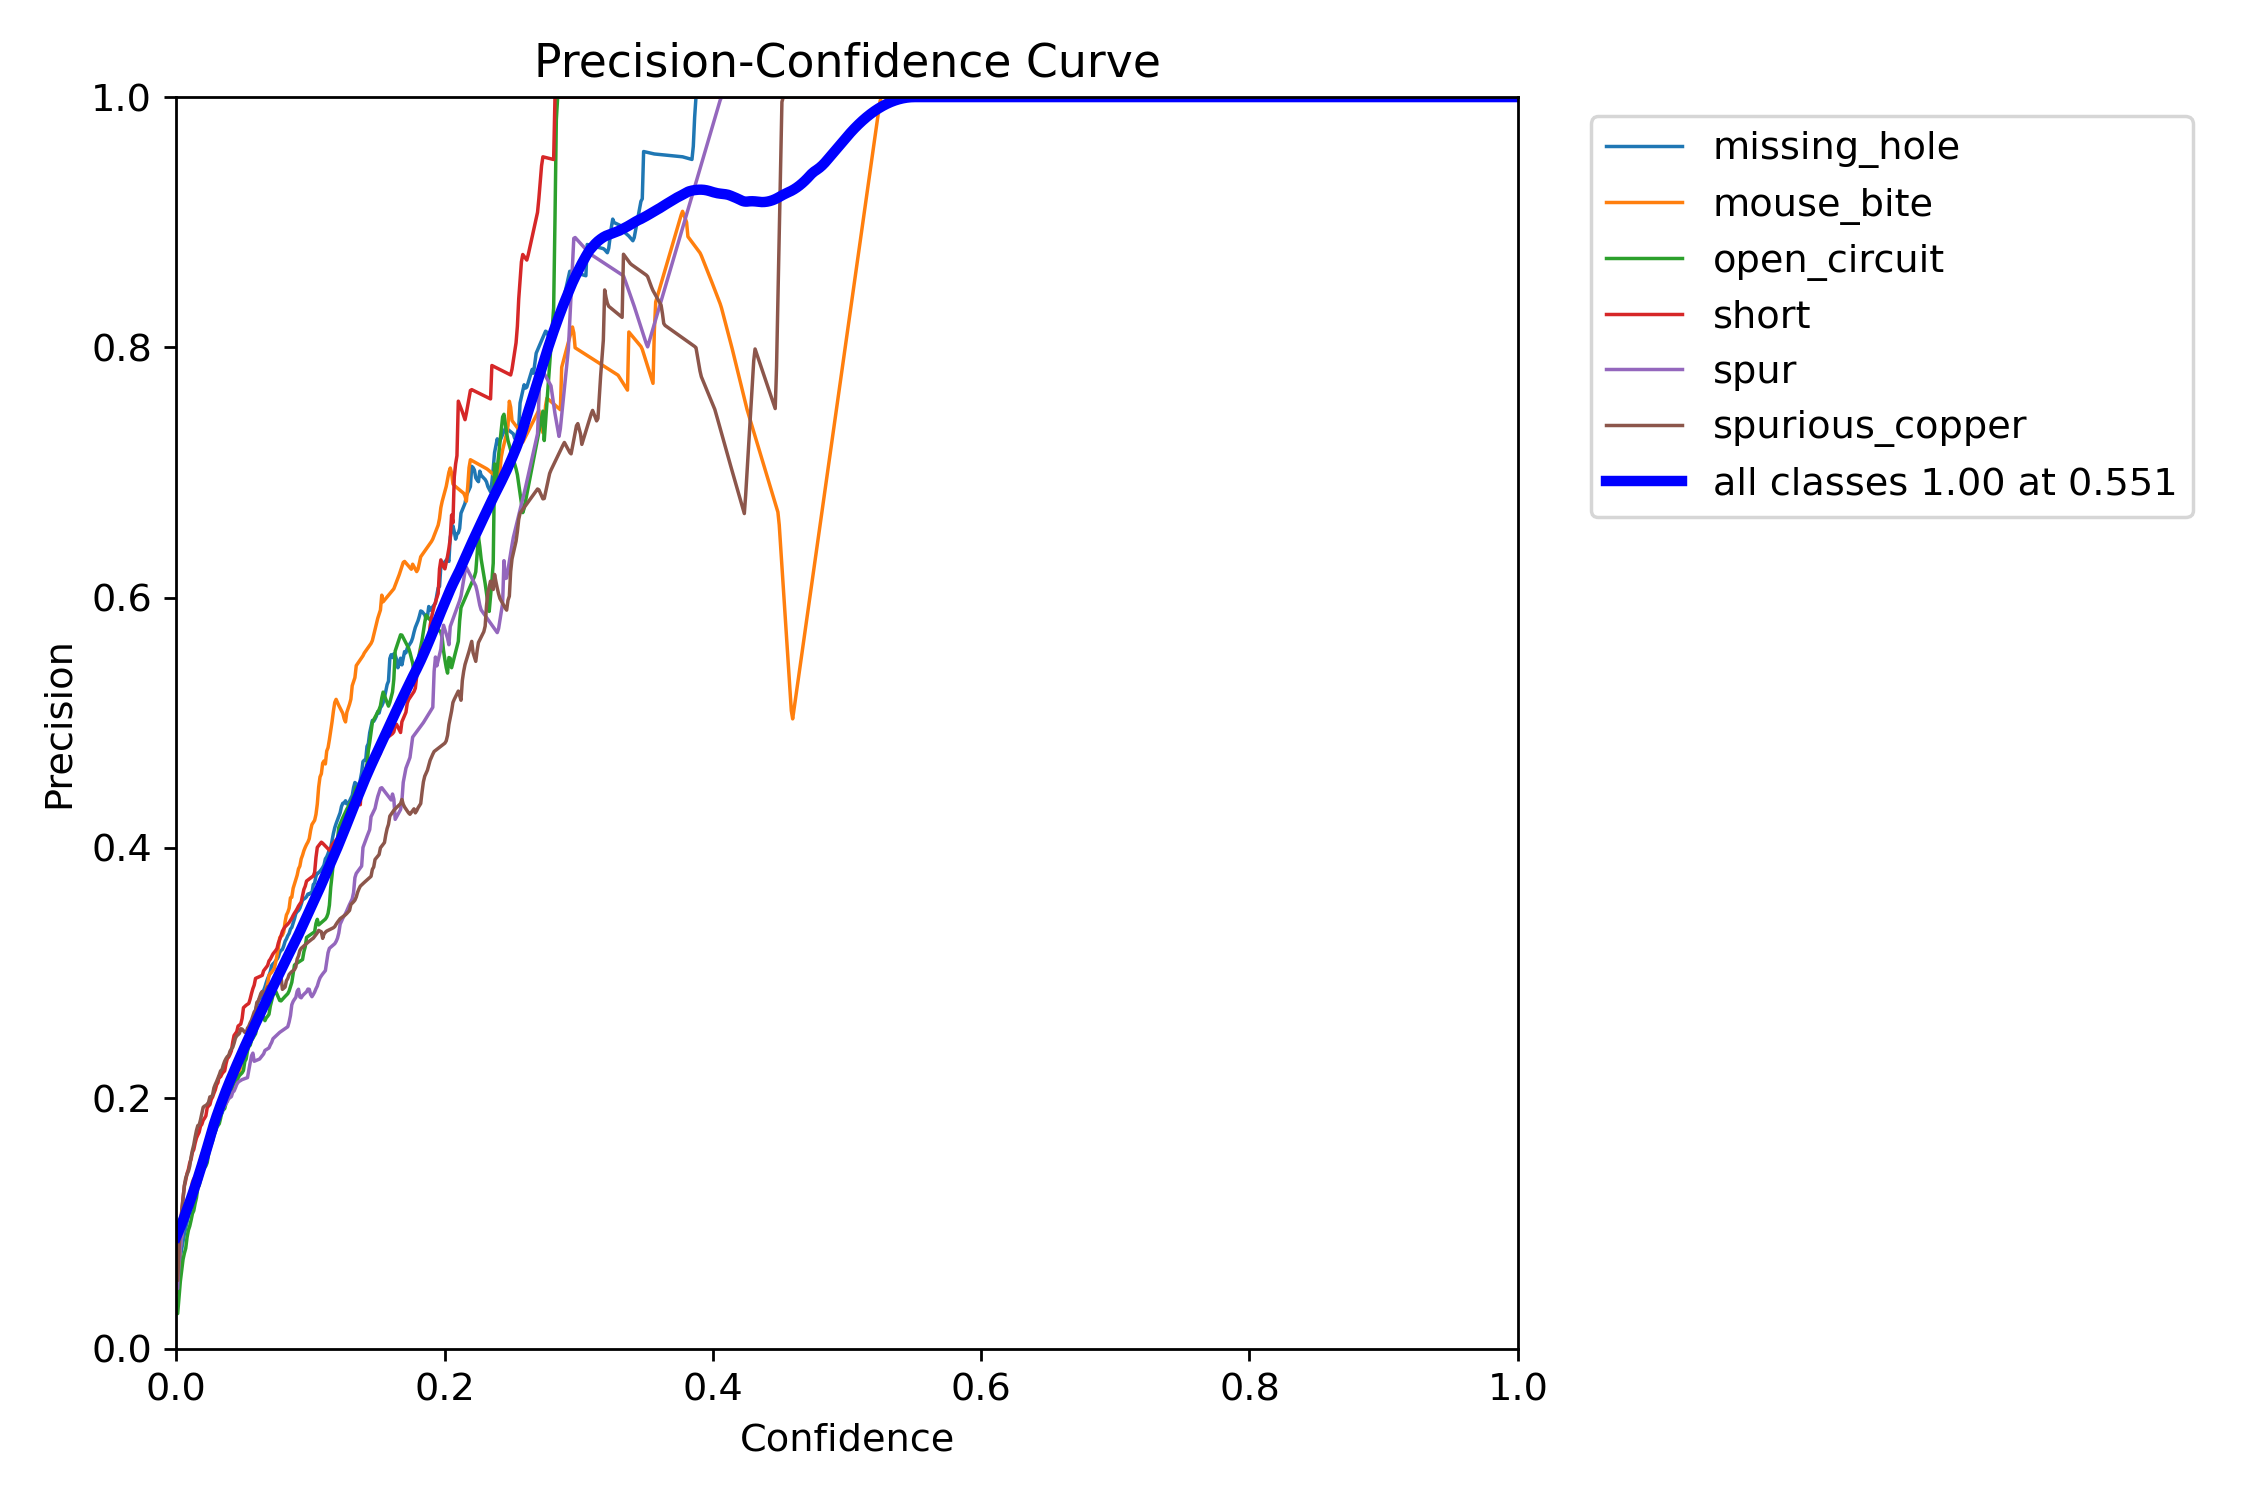 Precision-Confidence Curve
1.0
0.8
0.6
0.4
0.2
0.0
Precision
0.0 0.2 0.4 0.6 0.8 1.0
Confidence
missing_hole
mouse_bite
open_circuit
short
spur
spurious_copper
all classes 1.00 at 0.551